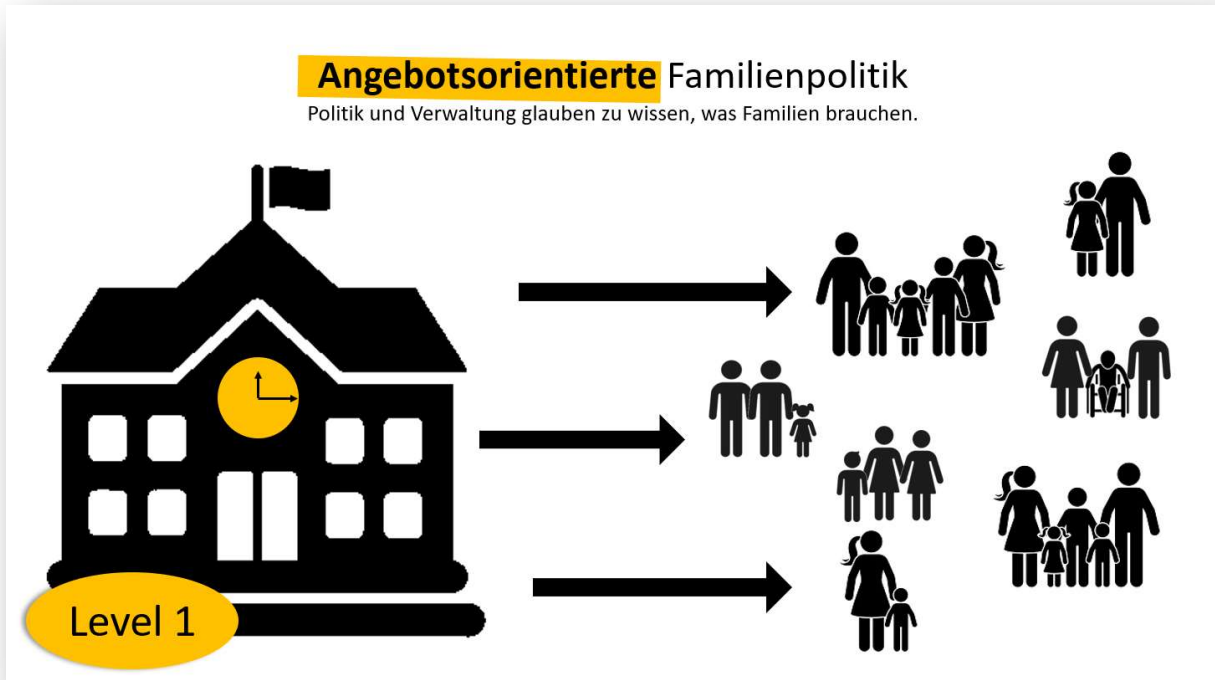 Angebotsorientierte Familienpolitik
Politik und Verwaltung glauben zu wissen, was Familien brauchen.
Level 1